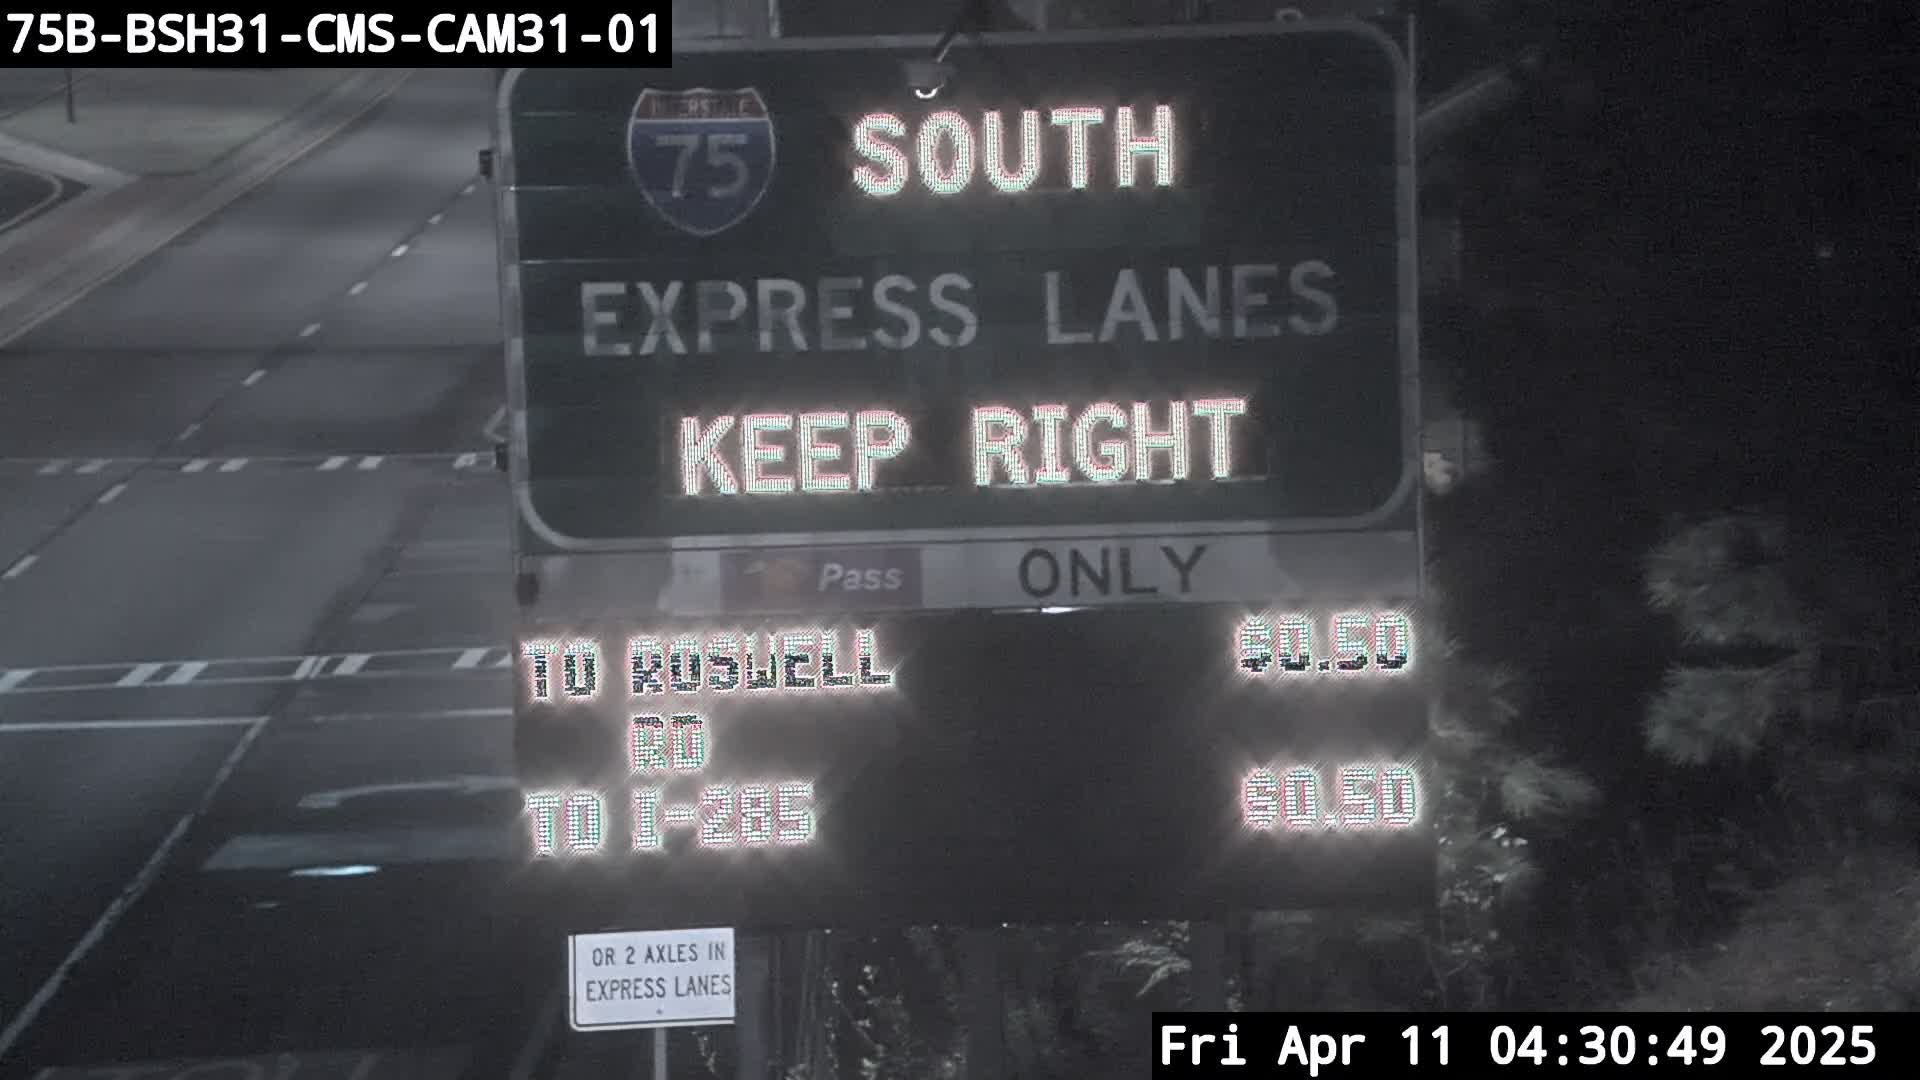 75B-BSH31-CMS-CAM31-01
INTERSTATE
75
SOUTH
EXPRESS LANES
KEEP RIGHT
Pass ONLY
TO ROSWELL $0.50
RD
TO I-285 $0.50
OR 2 AXLES IN
EXPRESS LANES
Fri Apr 11 04:30:49 2025